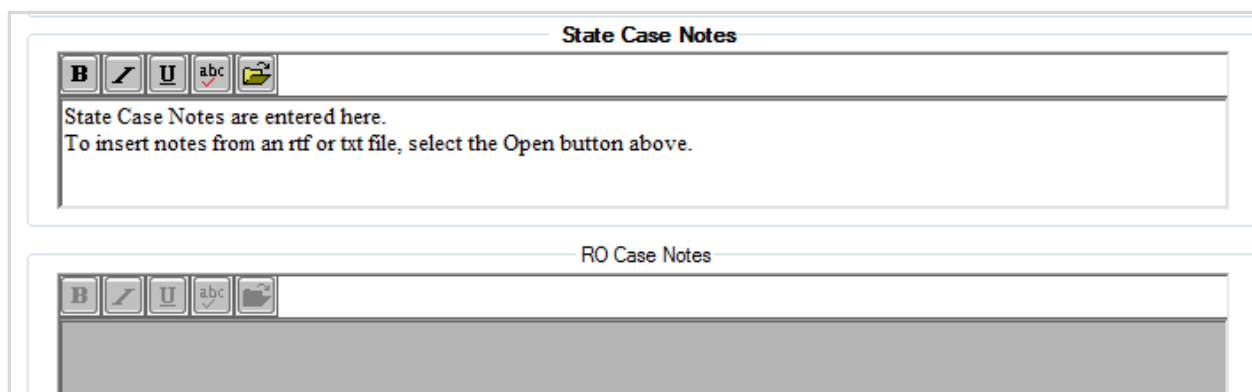 State Case Notes
B I U abc
State Case Notes are entered here.
To insert notes from an rtf or txt file, select the Open button above.
RO Case Notes
B I U abc